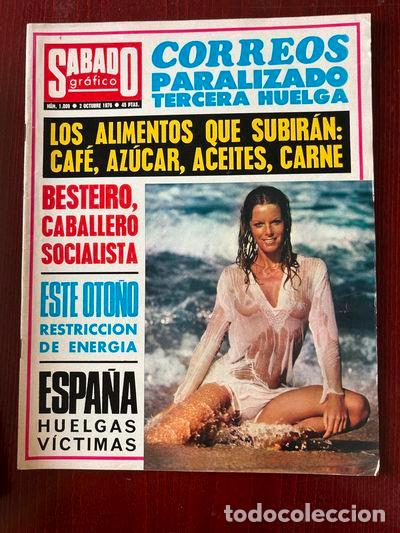 SABADO
gráfico
NÚM. 1.009 ● 2 OCTUBRE 1976 ● 45 PTAS.
CORREOS
PARALIZADO
TERCERA HUELGA
LOS ALIMENTOS QUE SUBIRÁN:
CAFÉ, AZÚCAR, ACEITES, CARNE
BESTEIRO,
CABALLERO
SOCIALISTA
ESTE OTOÑO
RESTRICCION
DE ENERGIA
ESPAÑA
HUELGAS
VÍCTIMAS
todocoleccion.net